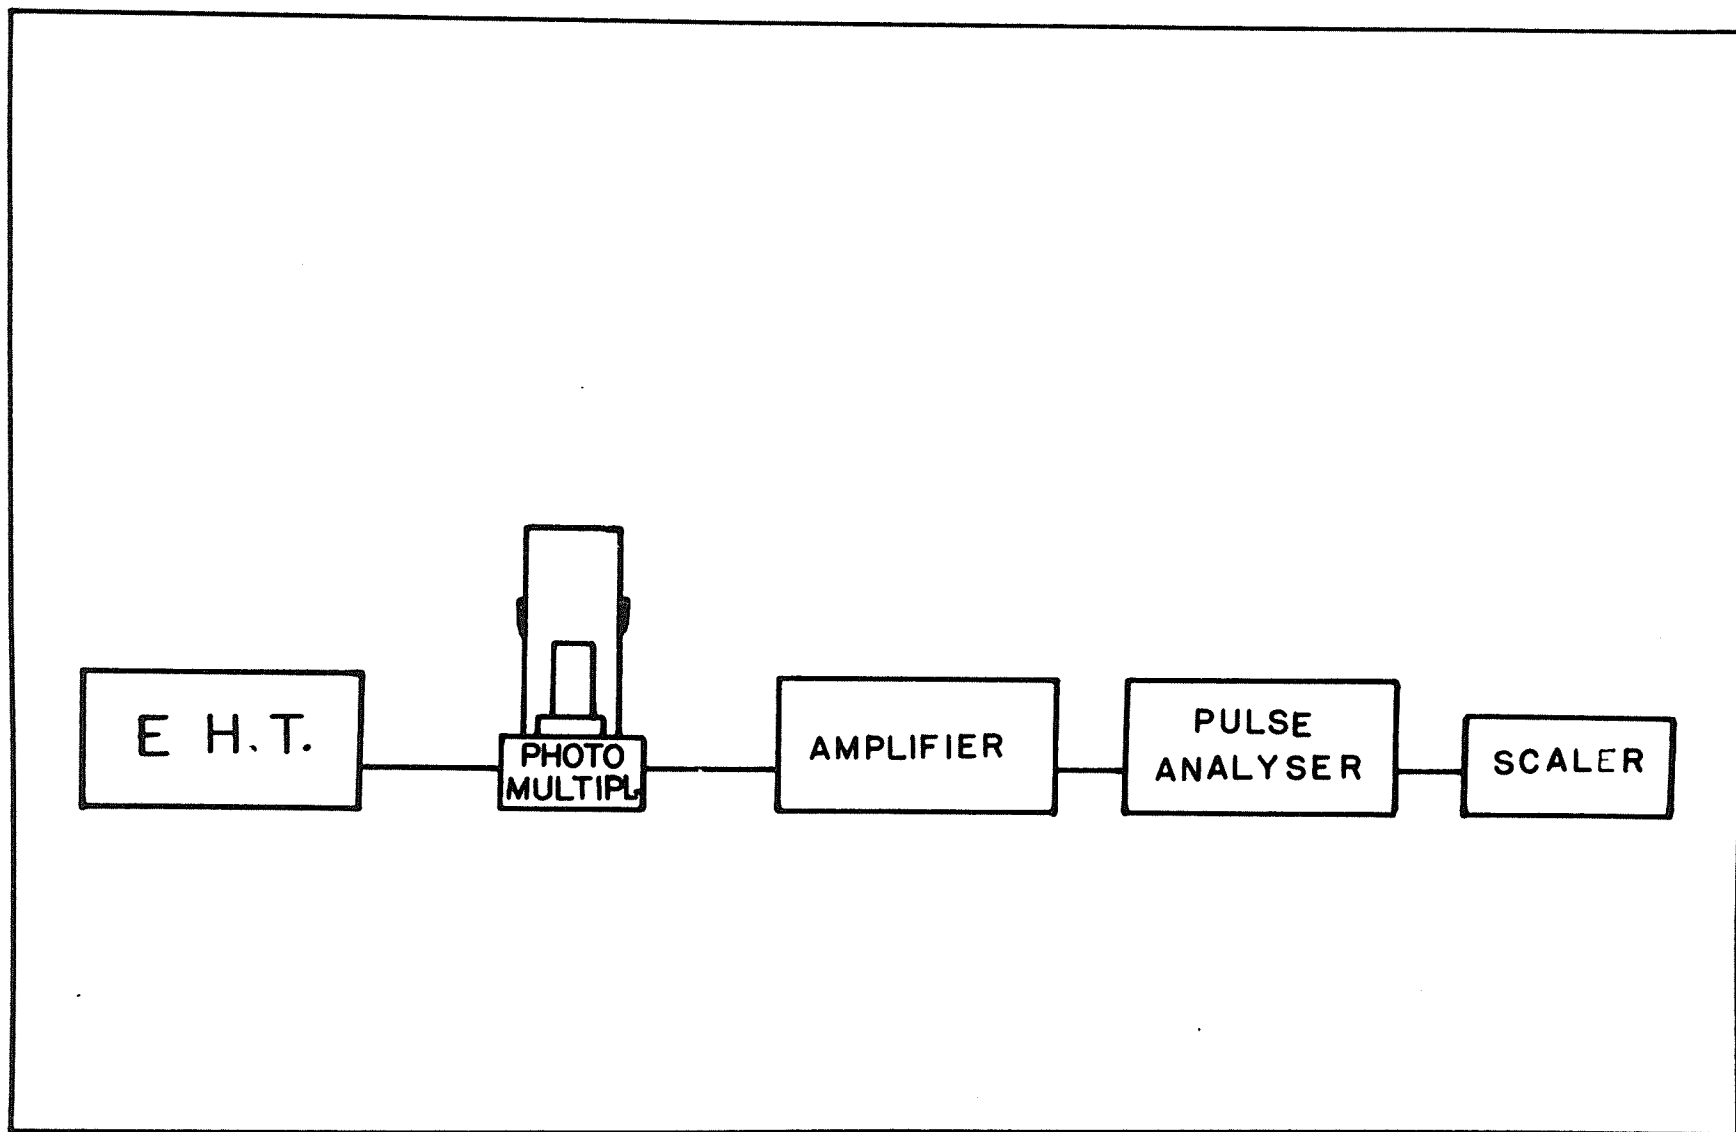 E H.T.
PHOTO
MULTIPL
AMPLIFIER
PULSE
ANALYSER
SCALER